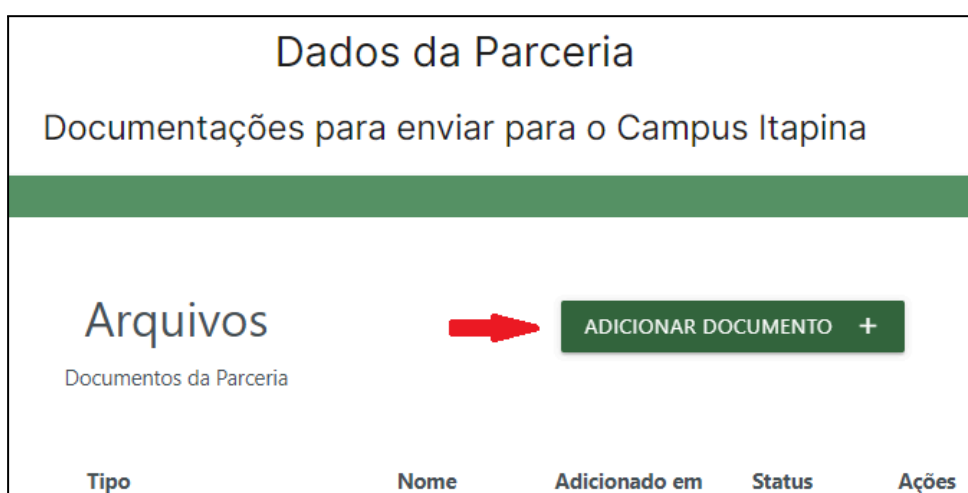 Dados da Parceria
Documentações para enviar para o Campus Itapina
Arquivos
ADICIONAR DOCUMENTO +
Documentos da Parceria
Tipo Nome Adicionado em Status Ações